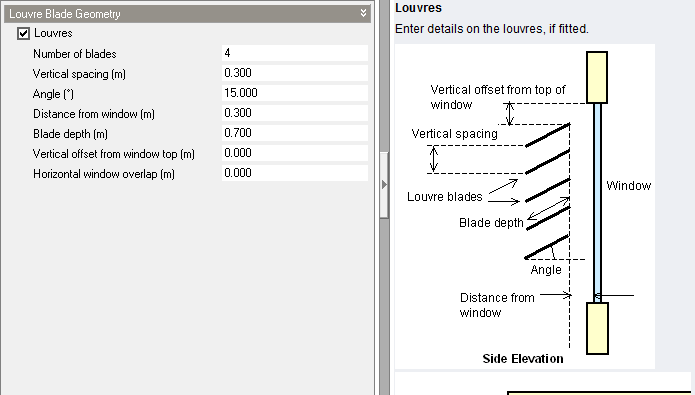 Louvre Blade Geometry
Louvres
Number of blades 4
Vertical spacing (m) 0.300
Angle (°) 15.000
Distance from window (m) 0.300
Blade depth (m) 0.700
Vertical offset from window top (m) 0.000
Horizontal window overlap (m) 0.000
Louvres
Enter details on the louvres, if fitted.
Vertical offset from top of
window
Vertical spacing
Louvre blades
Window
Blade depth
Angle
Distance from
window
Side Elevation